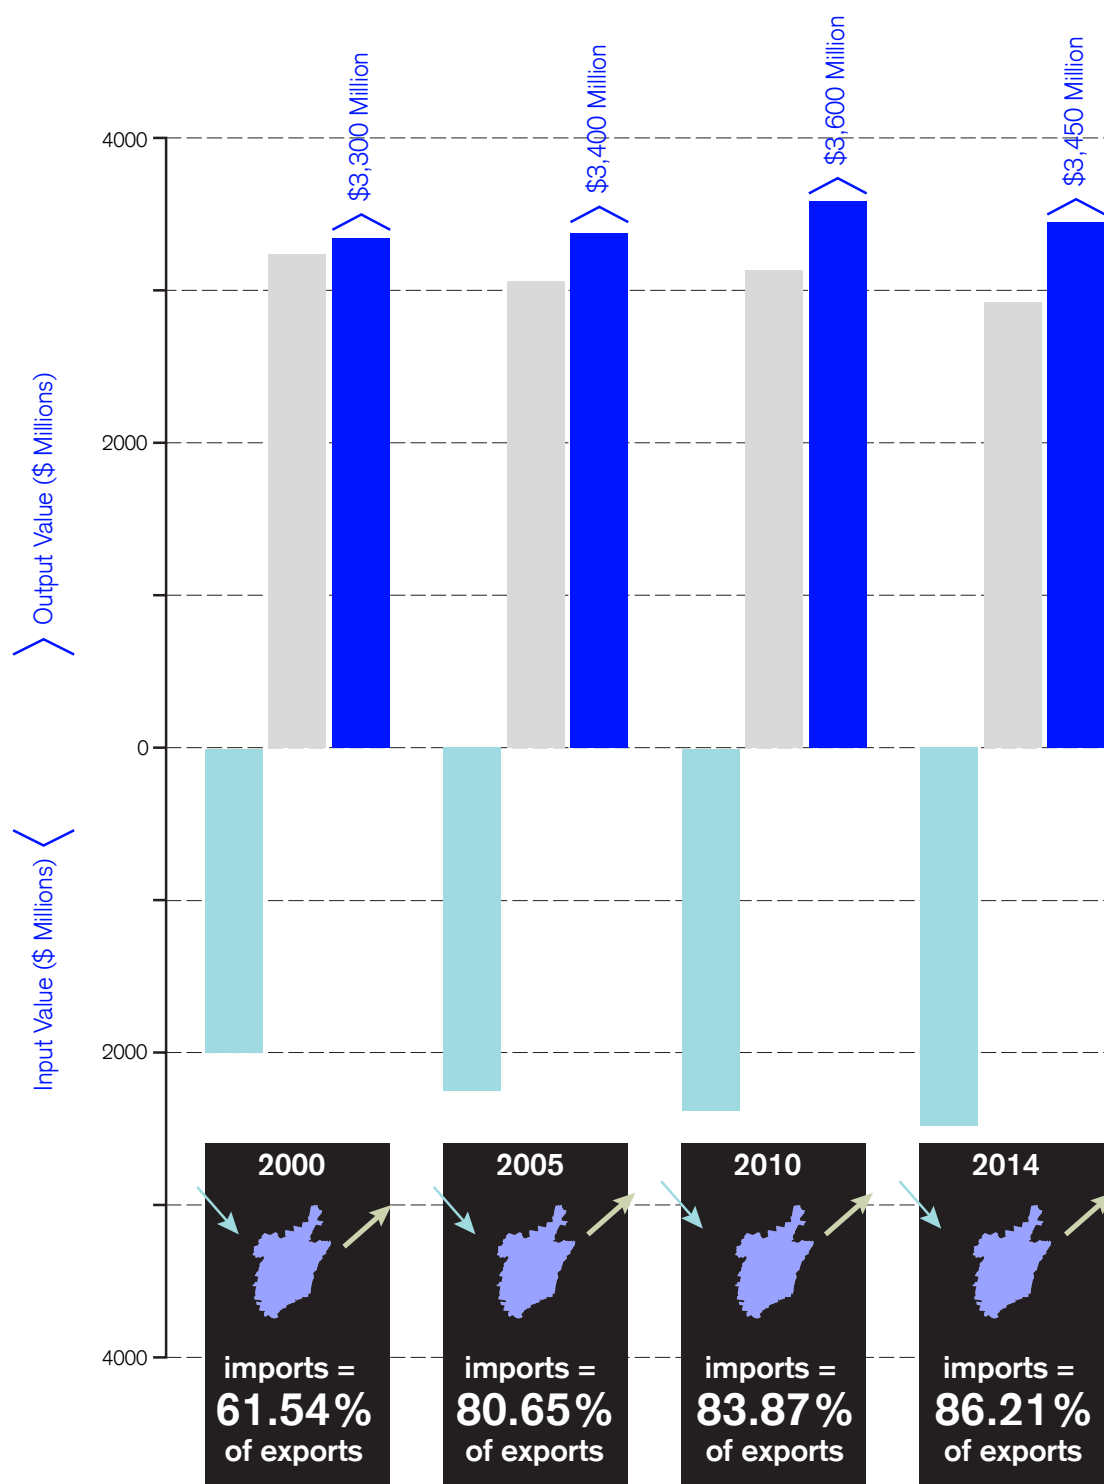 $3,300 Million
$3,400 Million
$3,600 Million
$3,450 Million
4000
2000
0
2000
4000
Output Value ($ Millions)
Input Value ($ Millions)
2000
imports =
61.54%
of exports
2005
imports =
80.65%
of exports
2010
imports =
83.87%
of exports
2014
imports =
86.21%
of exports